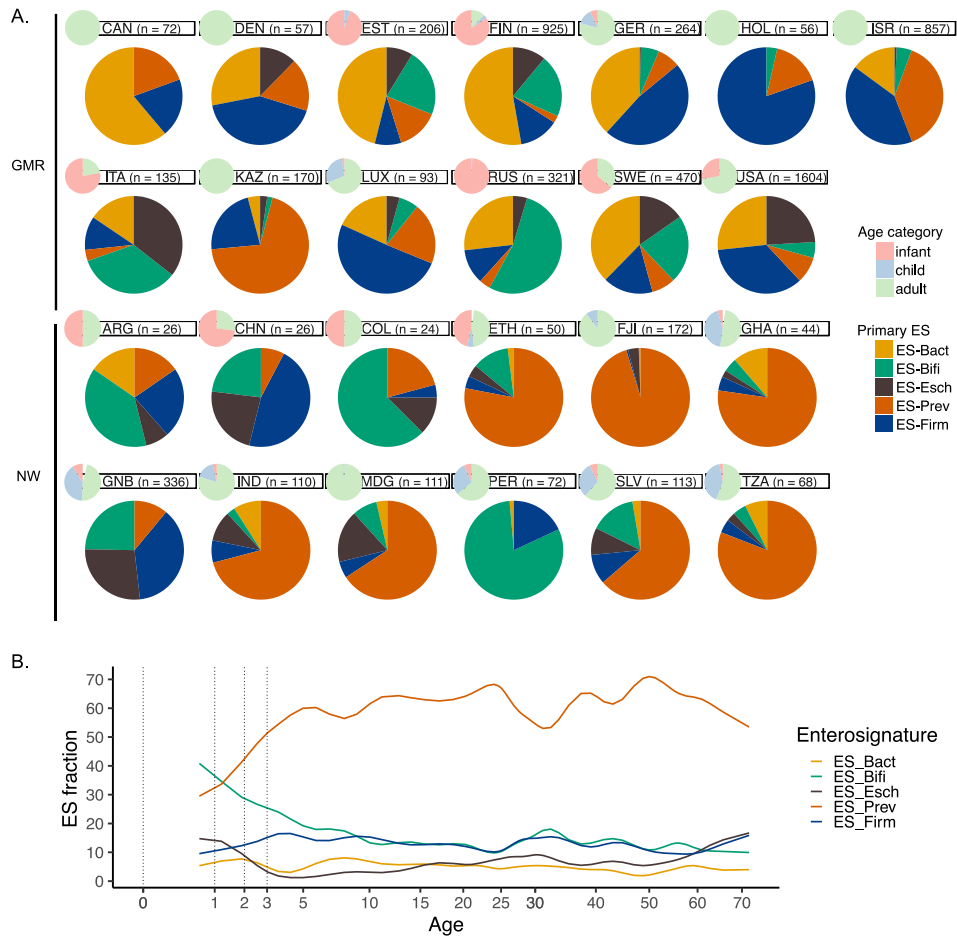 A.
CAN (n = 72)
DEN (n = 57)
EST (n = 206)
FIN (n = 925)
GER (n = 264)
HOL (n = 56)
ISR (n = 857)
GMR
ITA (n = 135)
KAZ (n = 170)
LUX (n = 93)
RUS (n = 321)
SWE (n = 470)
USA (n = 1604)
Age category
infant
child
adult
ARG (n = 26)
CHN (n = 26)
COL (n = 24)
ETH (n = 50)
FJI (n = 172)
GHA (n = 44)
Primary ES
ES-Bact
ES-Bifi
ES-Esch
ES-Prev
ES-Firm
NW
GNB (n = 336)
IND (n = 110)
MDG (n = 111)
PER (n = 72)
SLV (n = 113)
TZA (n = 68)
B.
ES fraction
70
60
50
40
30
20
10
0
0 1 2 3 5 10 15 20 25 30 40 50 60 70
Age
Enterosignature
ES_Bact
ES_Bifi
ES_Esch
ES_Prev
ES_Firm